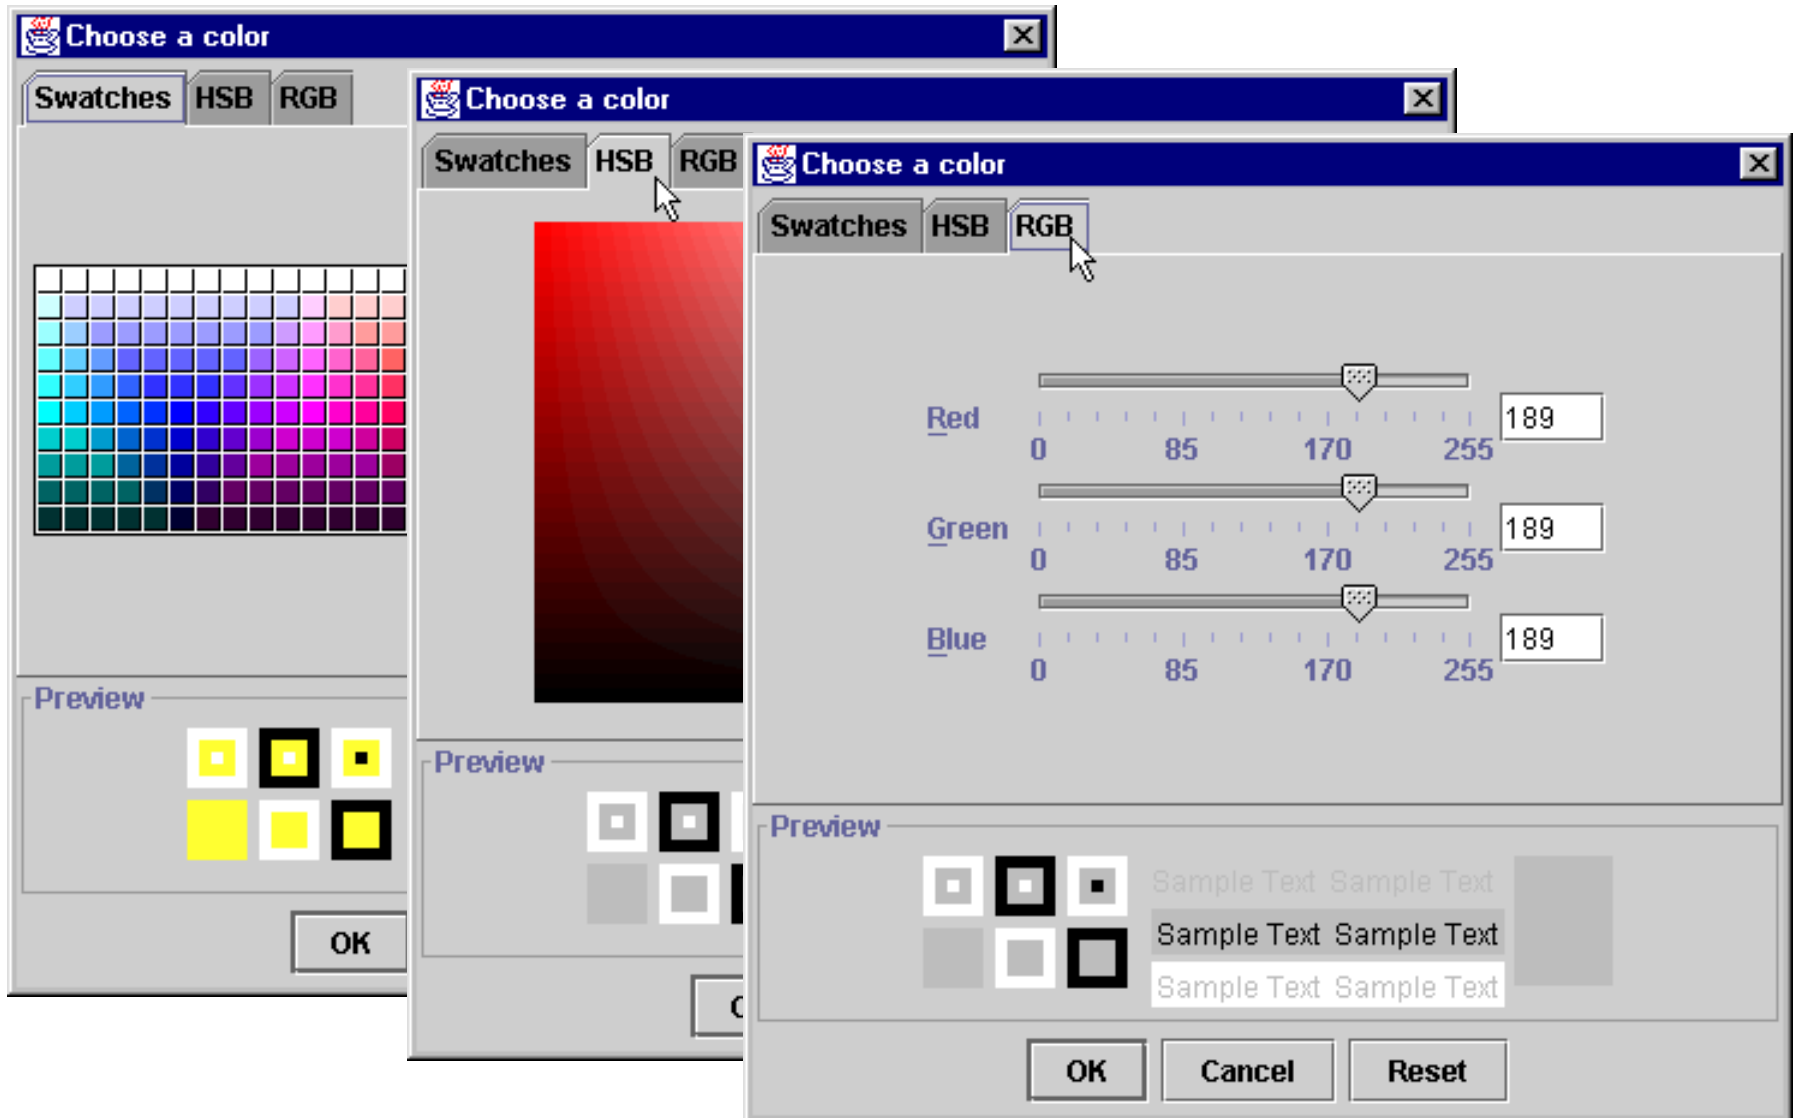 Choose a color
Swatches HSB RGB
Preview
OK
Choose a color
Swatches HSB RGB
Preview
Choose a color
Swatches HSB RGB
Red 189
0 85 170 255
Green 189
0 85 170 255
Blue 189
0 85 170 255
Preview
Sample Text Sample Text
Sample Text Sample Text
Sample Text Sample Text
OK Cancel Reset